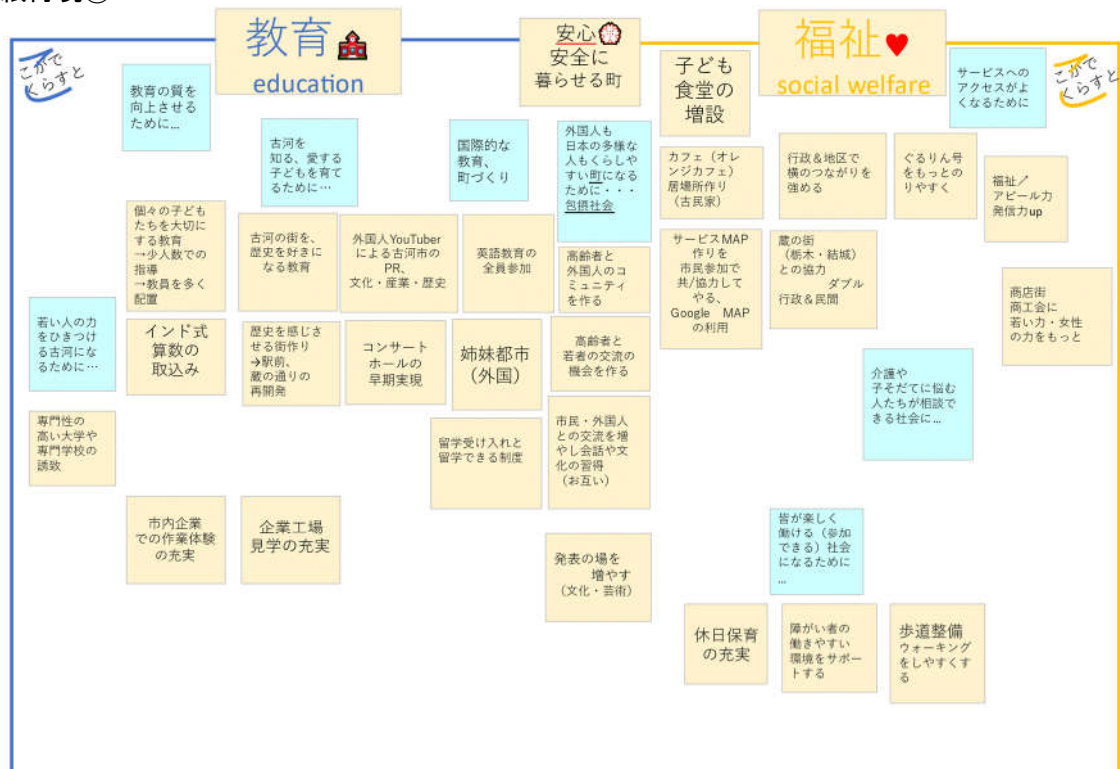 こがで
くらすと
教育
education
安心
安全に
暮らせる町
福祉
social welfare
こがで
くらすと
教育の質を
向上させる
ために…
古河を
知る、愛する
子どもを育て
るために…
国際的な
教育、
町づくり
外国人も
日本の多様な
人もくらしや
すい町になる
ために・・・
包摂社会
子ども
食堂の
増設
サービスへの
アクセスがよ
くなるために
カフェ（オレ
ンジカフェ）
居場所作り
（古民家）
行政＆地区で
横のつながりを
強める
ぐるりん号
をもっとの
りやすく
福祉／
アピール力
発信力up
個々の子ども
たちを大切に
する教育
→少人数での
指導
→教員を多く
配置
古河の街を、
歴史を好きに
なる教育
外国人YouTuber
による古河市の
PR、
文化・産業・歴史
英語教育の
全員参加
高齢者と
外国人のコ
ミュニティ
を作る
サービスMAP
作りを
市民参加で
共/協力して
やる、
Google　MAP
の利用
蔵の街
（栃木・結城）
との協力
ダブル
行政＆民間
商店街
商工会に
若い力・女性
の力をもっと
若い人の力
をひきつけ
る古河にな
るために…
インド式
算数の
取込み
歴史を感じさ
せる街作り
→駅前、
蔵の通りの
再開発
コンサート
ホールの
早期実現
姉妹都市
（外国）
高齢者と
若者の交流の
機会を作る
介護や
子そだてに悩む
人たちが相談で
きる社会に…
専門性の
高い大学や
専門学校の
誘致
留学受け入れと
留学できる制度
市民・外国人
との交流を増
やし会話や文
化の習得
（お互い）
市内企業
での作業体験
の充実
企業工場
見学の充実
発表の場を
増やす
（文化・芸術）
皆が楽しく
働ける（参加
できる）社会
になるために
…
休日保育
の充実
障がい者の
働きやすい
環境をサポー
トする
歩道整備
ウォーキング
をしやすくす
る